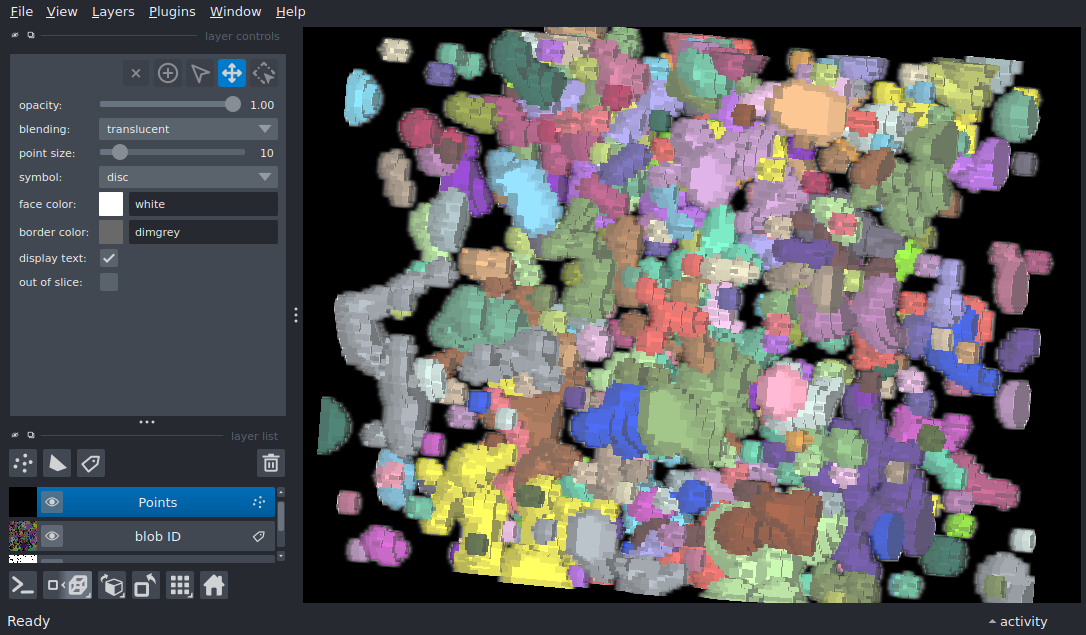 File View Layers Plugins Window Help
layer controls
opacity: 1.00
blending: translucent
point size: 10
symbol: disc
face color: white
border color: dimgrey
display text:
out of slice:
layer list
Points
blob ID
Ready
activity